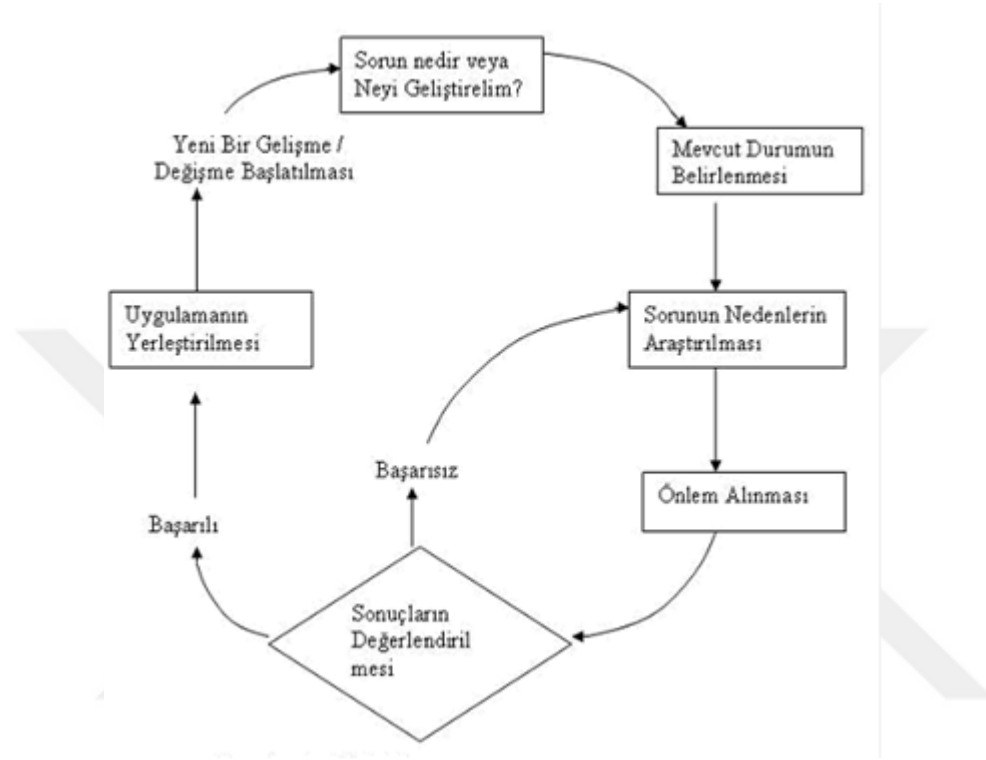 Sorun nedir veya
Neyi Geliştirelim?
Yeni Bir Gelişme /
Değişme Başlatılması
Mevcut Durumun
Belirlenmesi
Uygulamanın
Yerleştirilmesi
Sorunun Nedenlerin
Araştırılması
Başarısız
Önlem Alınması
Başarılı
Sonuçların
Değerlendiril
mesi